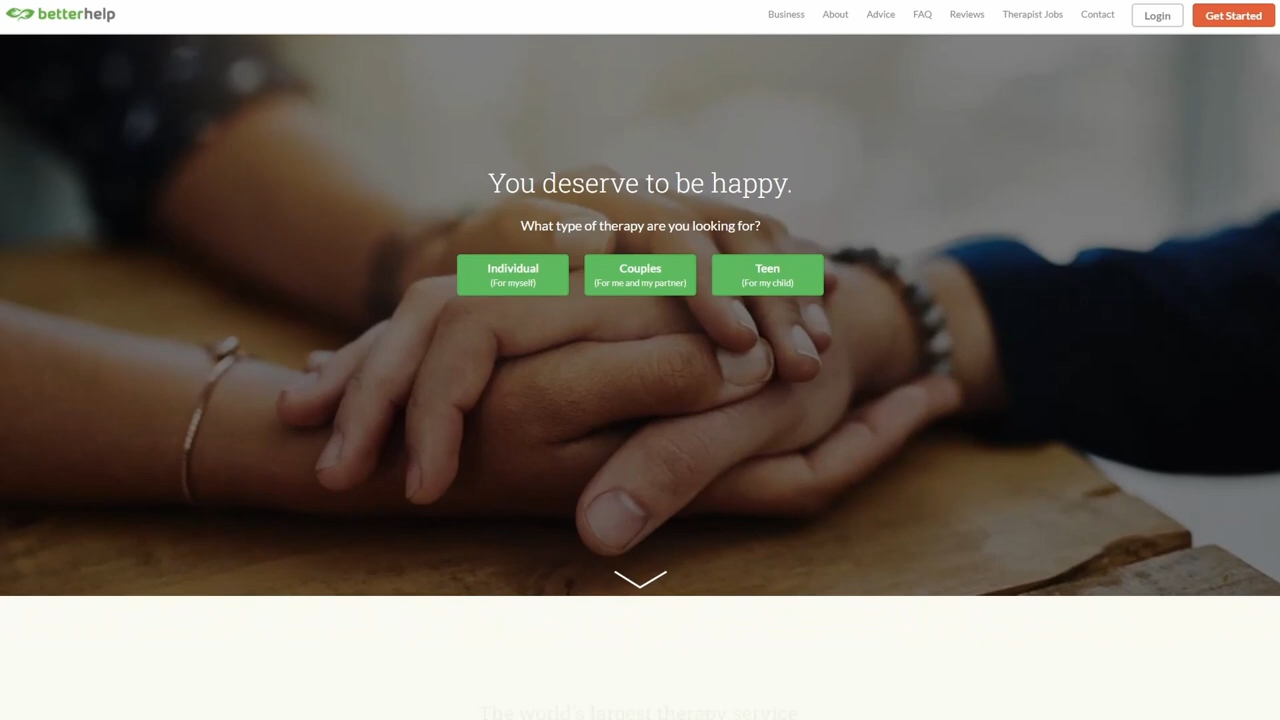 betterhelp
Business About Advice FAQ Reviews Therapist Jobs Contact Login Get Started
You deserve to be happy.
What type of therapy are you looking for?
Individual Couples Teen
(For myself) (For me and my partner) (For my child)
The world's largest therapy service